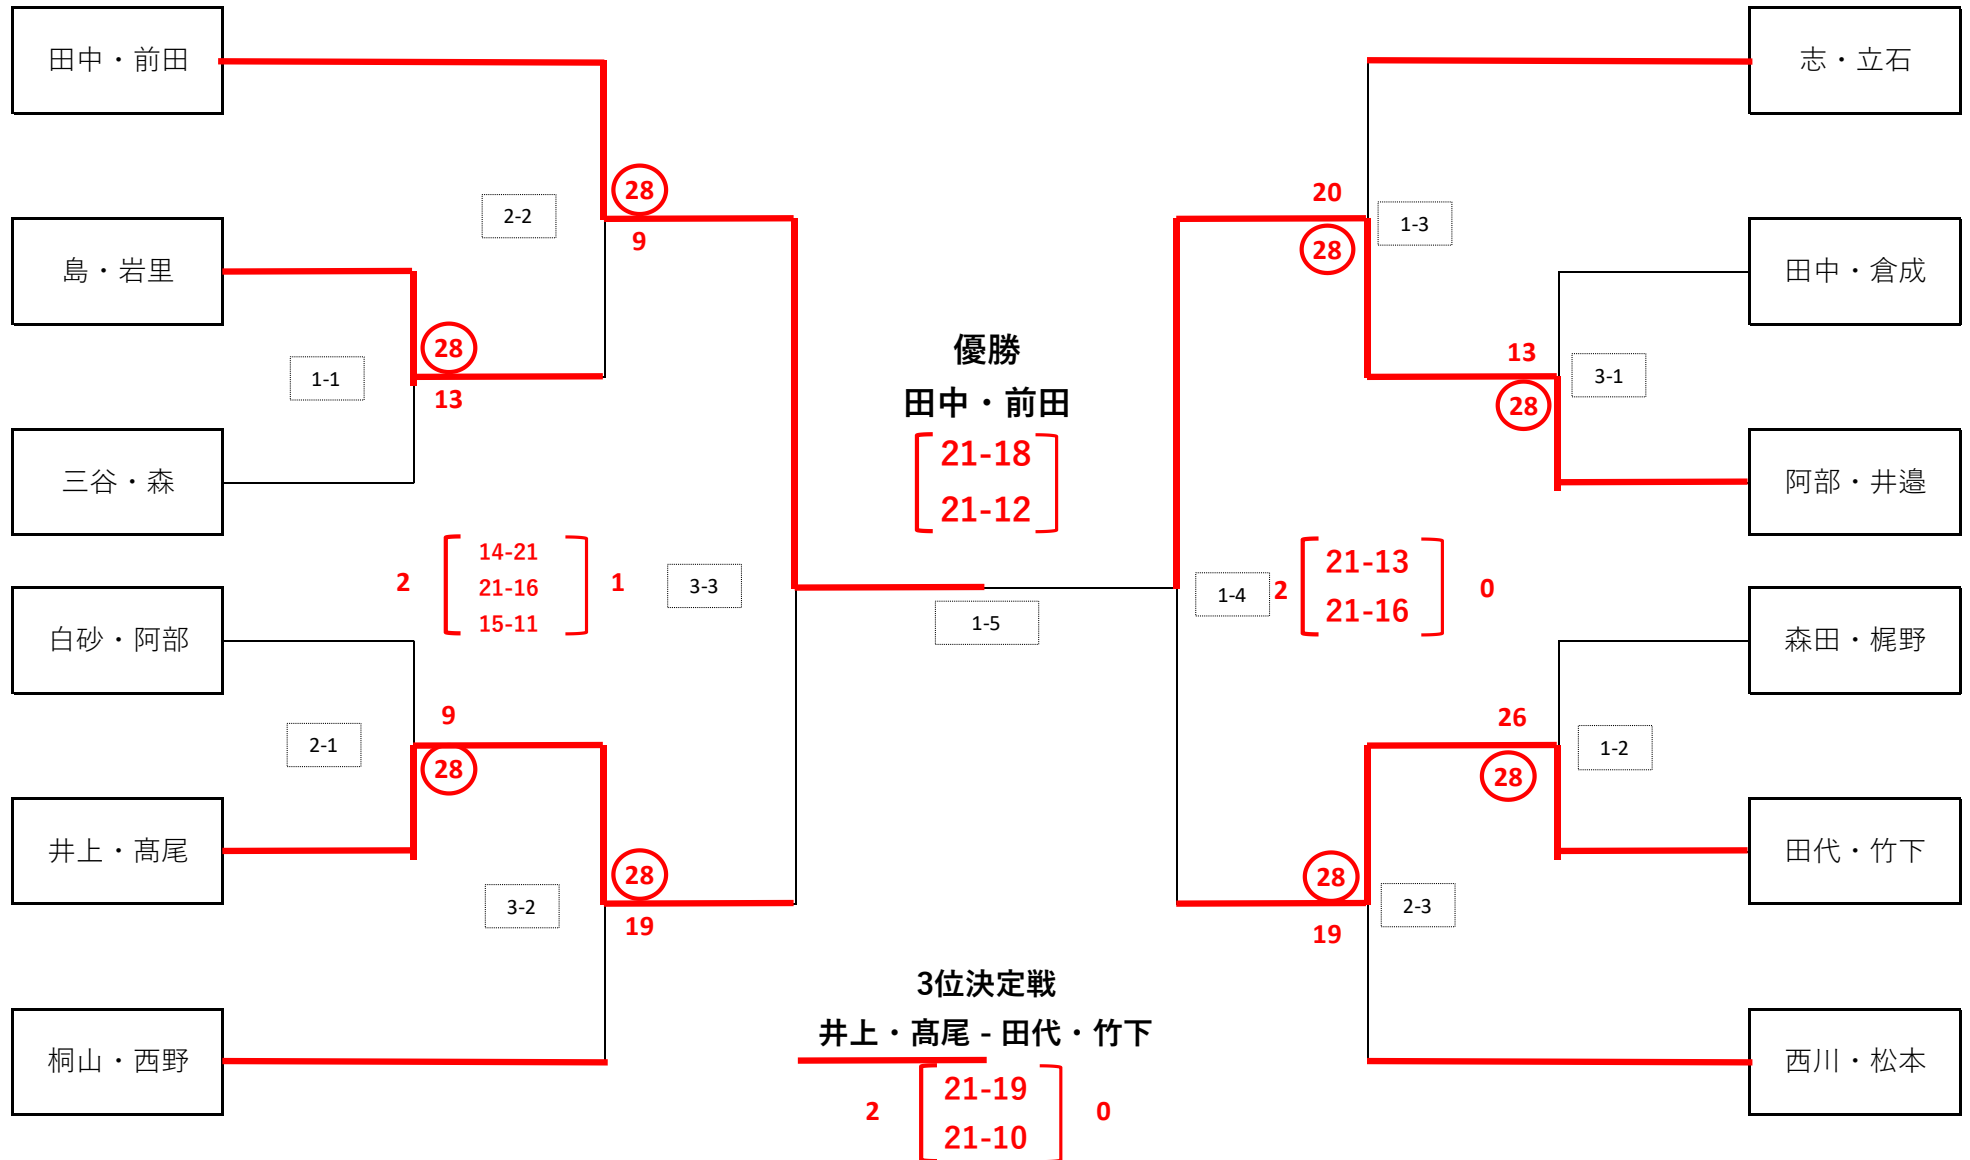 田中・前田
志・立石
28
20
2-2
1-3
9
28
島・岩里
田中・倉成
28
優勝
13
1-1
3-1
13
田中・前田
28
21-18
三谷・森
阿部・井邉
21-12
14-21
2
21-16
1
3-3
15-11
1-4
2
21-13
0
21-16
1-5
白砂・阿部
森田・梶野
9
26
2-1
1-2
28
28
井上・髙尾
田代・竹下
28
28
3-2
2-3
19
19
3位決定戦
井上・髙尾 - 田代・竹下
桐山・西野
西川・松本
21-19
2
0
21-10